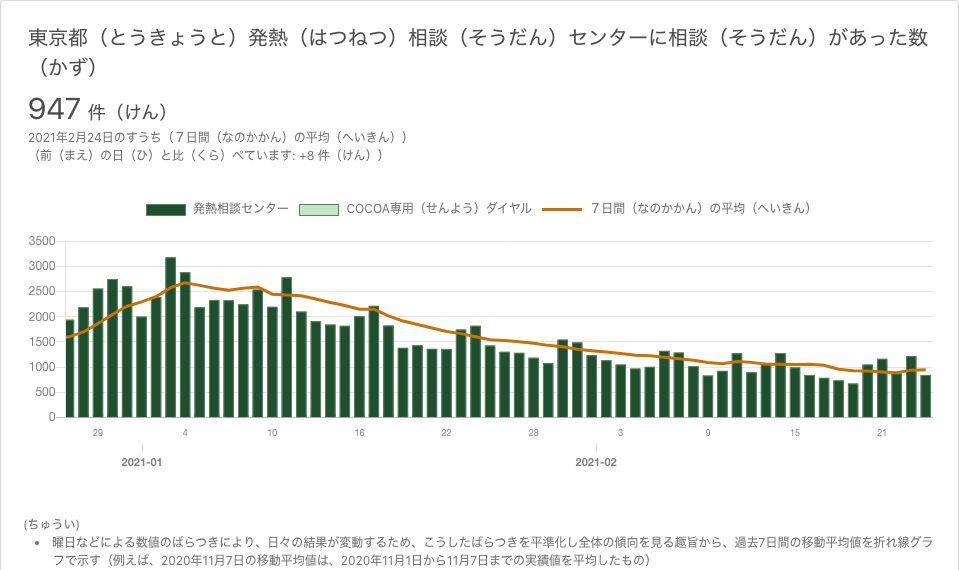 東京都（とうきょうと）発熱（はつねつ）相談（そうだん）センターに相談（そうだん）があった数
（かず）
947 件（けん）
2021年2月24日のすうち（７日間（なのかかん）の平均（へいきん））
（前（まえ）の日（ひ）と比（くら）べています: +8 件（けん））
発熱相談センター COCOA専用（せんよう）ダイヤル ７日間（なのかかん）の平均（へいきん）
3500
3000
2500
2000
1500
1000
500
0
29 4 10 16 22 28 3 9 15 21
2021-01 2021-02
(ちゅうい)
• 曜日などによる数値のばらつきにより、日々の結果が変動するため、こうしたばらつきを平準化し全体の傾向を見る趣旨から、過去7日間の移動平均値を折れ線グラ
フで示す（例えば、2020年11月7日の移動平均値は、2020年11月1日から11月7日までの実績値を平均したもの）